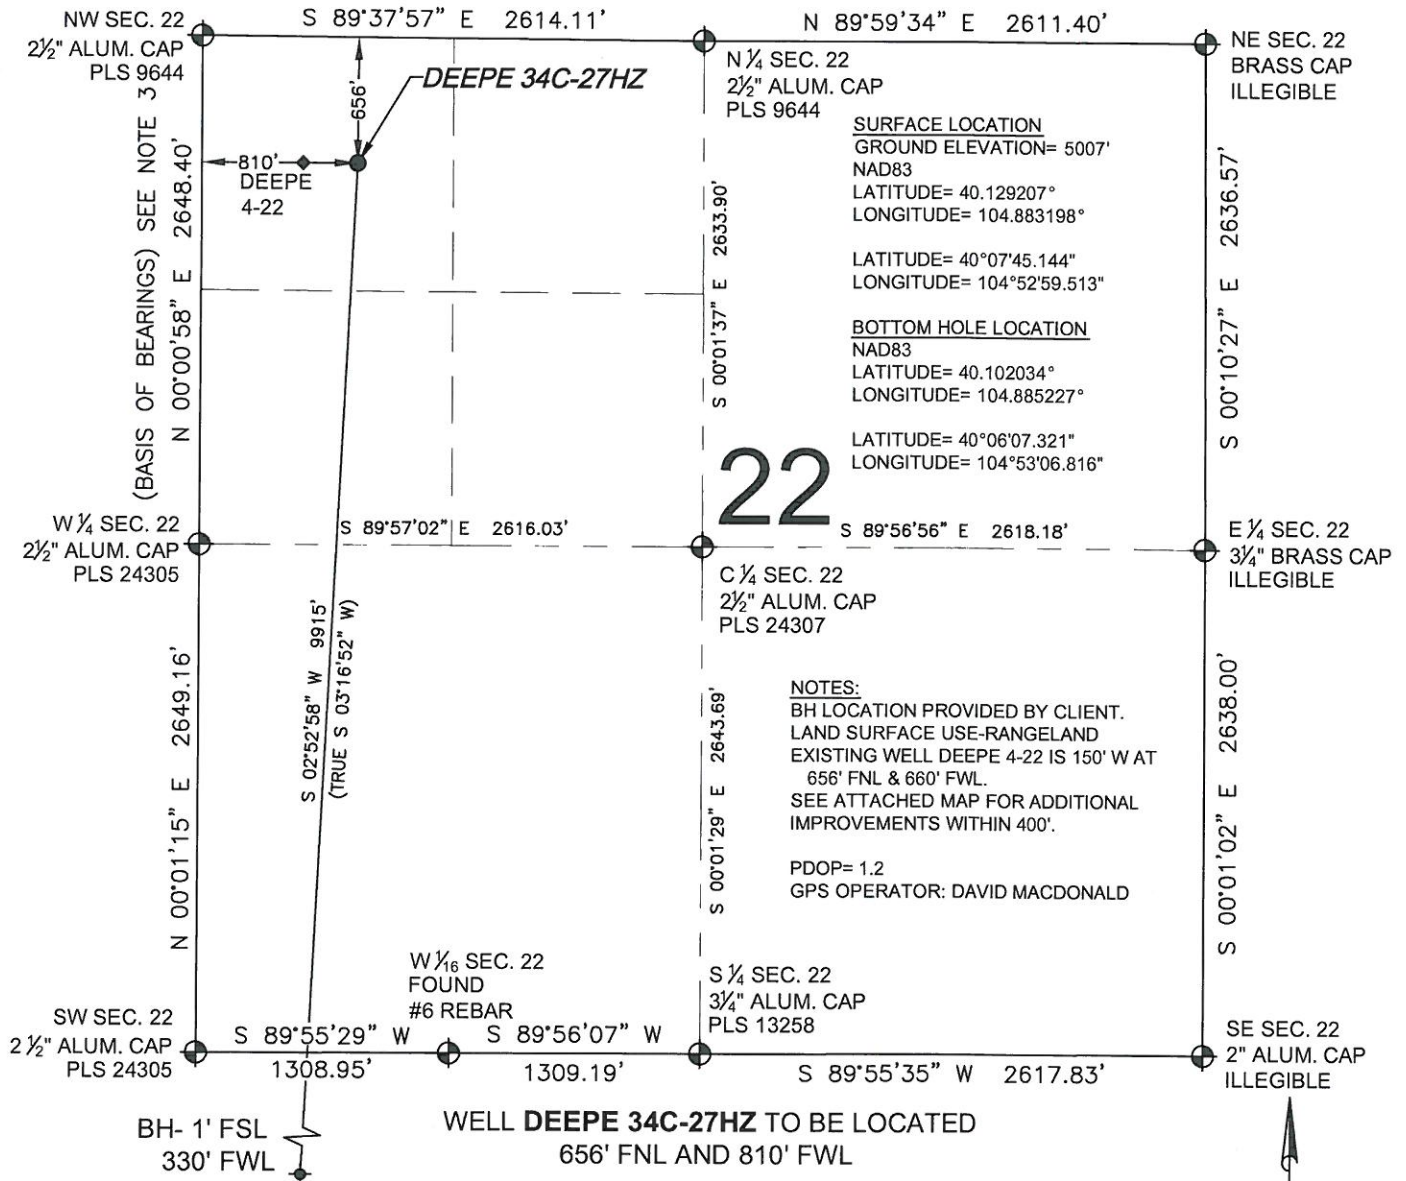 NW SEC. 22
2½" ALUM. CAP
PLS 9644
S 89°37'57" E 2614.11'
N 89°59'34" E 2611.40'
NE SEC. 22
BRASS CAP
ILLEGIBLE
N ¼ SEC. 22
2½" ALUM. CAP
PLS 9644
DEEPE 34C-27HZ
656'
810'
DEEPE
4-22
(BASIS OF BEARINGS) SEE NOTE 3
N 00°00'58" E 2648.40'
S 00°01'37" E 2633.90'
S 00°10'27" E 2636.57'
SURFACE LOCATION
GROUND ELEVATION= 5007'
NAD83
LATITUDE= 40.129207°
LONGITUDE= 104.883198°
LATITUDE= 40°07'45.144"
LONGITUDE= 104°52'59.513"
BOTTOM HOLE LOCATION
NAD83
LATITUDE= 40.102034°
LONGITUDE= 104.885227°
LATITUDE= 40°06'07.321"
LONGITUDE= 104°53'06.816"
22
W ¼ SEC. 22
2½" ALUM. CAP
PLS 24305
S 89°57'02" E 2616.03'
S 89°56'56" E 2618.18'
E ¼ SEC. 22
3¼" BRASS CAP
ILLEGIBLE
C ¼ SEC. 22
2½" ALUM. CAP
PLS 24307
S 02°52'58" W 9915'
(TRUE S 03°16'52" W)
N 00°01'15" E 2649.16'
S 00°01'29" E 2643.69'
S 00°01'02" E 2638.00'
NOTES:
BH LOCATION PROVIDED BY CLIENT.
LAND SURFACE USE-RANGELAND
EXISTING WELL DEEPE 4-22 IS 150' W AT
656' FNL & 660' FWL.
SEE ATTACHED MAP FOR ADDITIONAL
IMPROVEMENTS WITHIN 400'.
PDOP= 1.2
GPS OPERATOR: DAVID MACDONALD
W 1⁄16 SEC. 22
FOUND
#6 REBAR
S ¼ SEC. 22
3¼" ALUM. CAP
PLS 13258
SW SEC. 22
2 ½" ALUM. CAP
PLS 24305
S 89°55'29" W
1308.95'
S 89°56'07" W
1309.19'
S 89°55'35" W 2617.83'
SE SEC. 22
2" ALUM. CAP
ILLEGIBLE
BH- 1' FSL
330' FWL
WELL DEEPE 34C-27HZ TO BE LOCATED
656' FNL AND 810' FWL